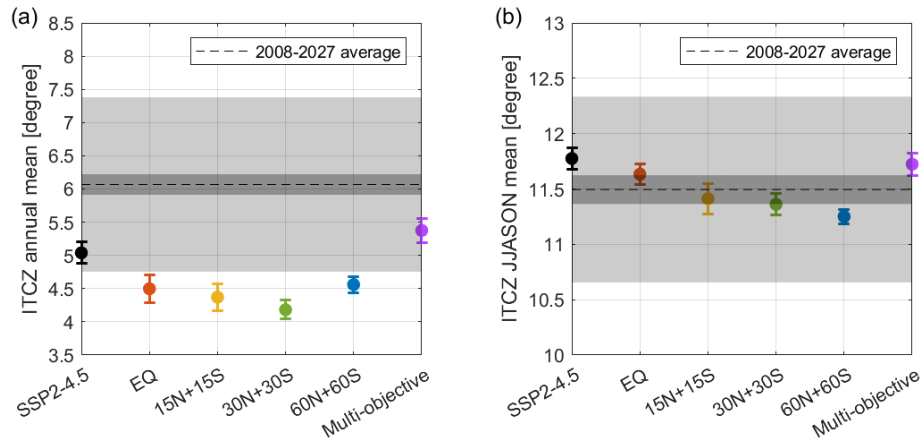 (a)
ITCZ annual mean [degree]
8.5
8
7.5
7
6.5
6
5.5
5
4.5
4
3.5
2008-2027 average
SSP2-4.5
EQ
15N+15S
30N+30S
60N+60S
Multi-objective
(b)
ITCZ JJASON mean [degree]
13
12.5
12
11.5
11
10.5
10
2008-2027 average
SSP2-4.5
EQ
15N+15S
30N+30S
60N+60S
Multi-objective